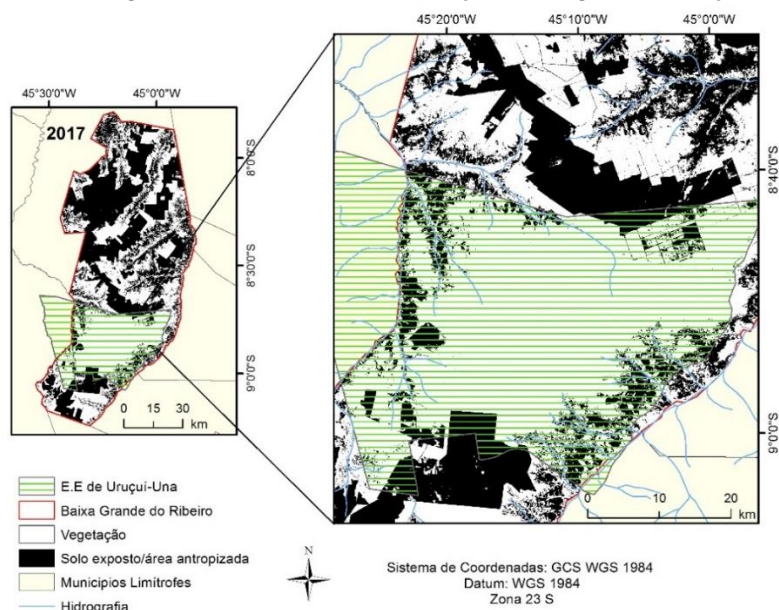 45°20'0"W 45°10'0"W 45°0'0"W
45°30'0"W 45°0'0"W
2017
8°0'0"S
8°30'0"S
9°0'0"S
0 15 30
km
8°40'0"S
9°0'0"S
0 10 20
km
E.E de Uruçuí-Una
Baixa Grande do Ribeiro
Vegetação
Solo exposto/área antropizada
Municipios Limítrofes
Hidrografia
N
Sistema de Coordenadas: GCS WGS 1984
Datum: WGS 1984
Zona 23 S